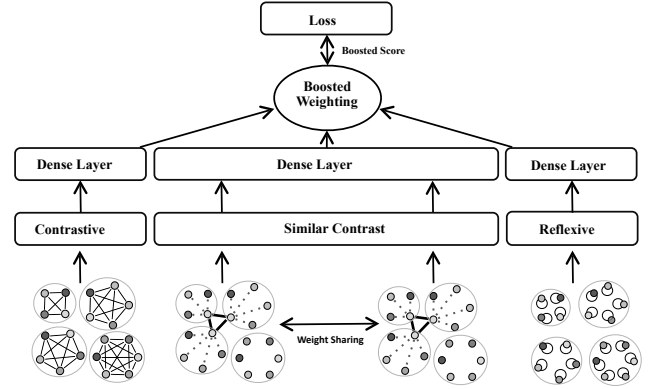 Loss
Boosted Score
Boosted
Weighting
Dense Layer
Dense Layer
Dense Layer
Contrastive
Similar Contrast
Reflexive
Weight Sharing